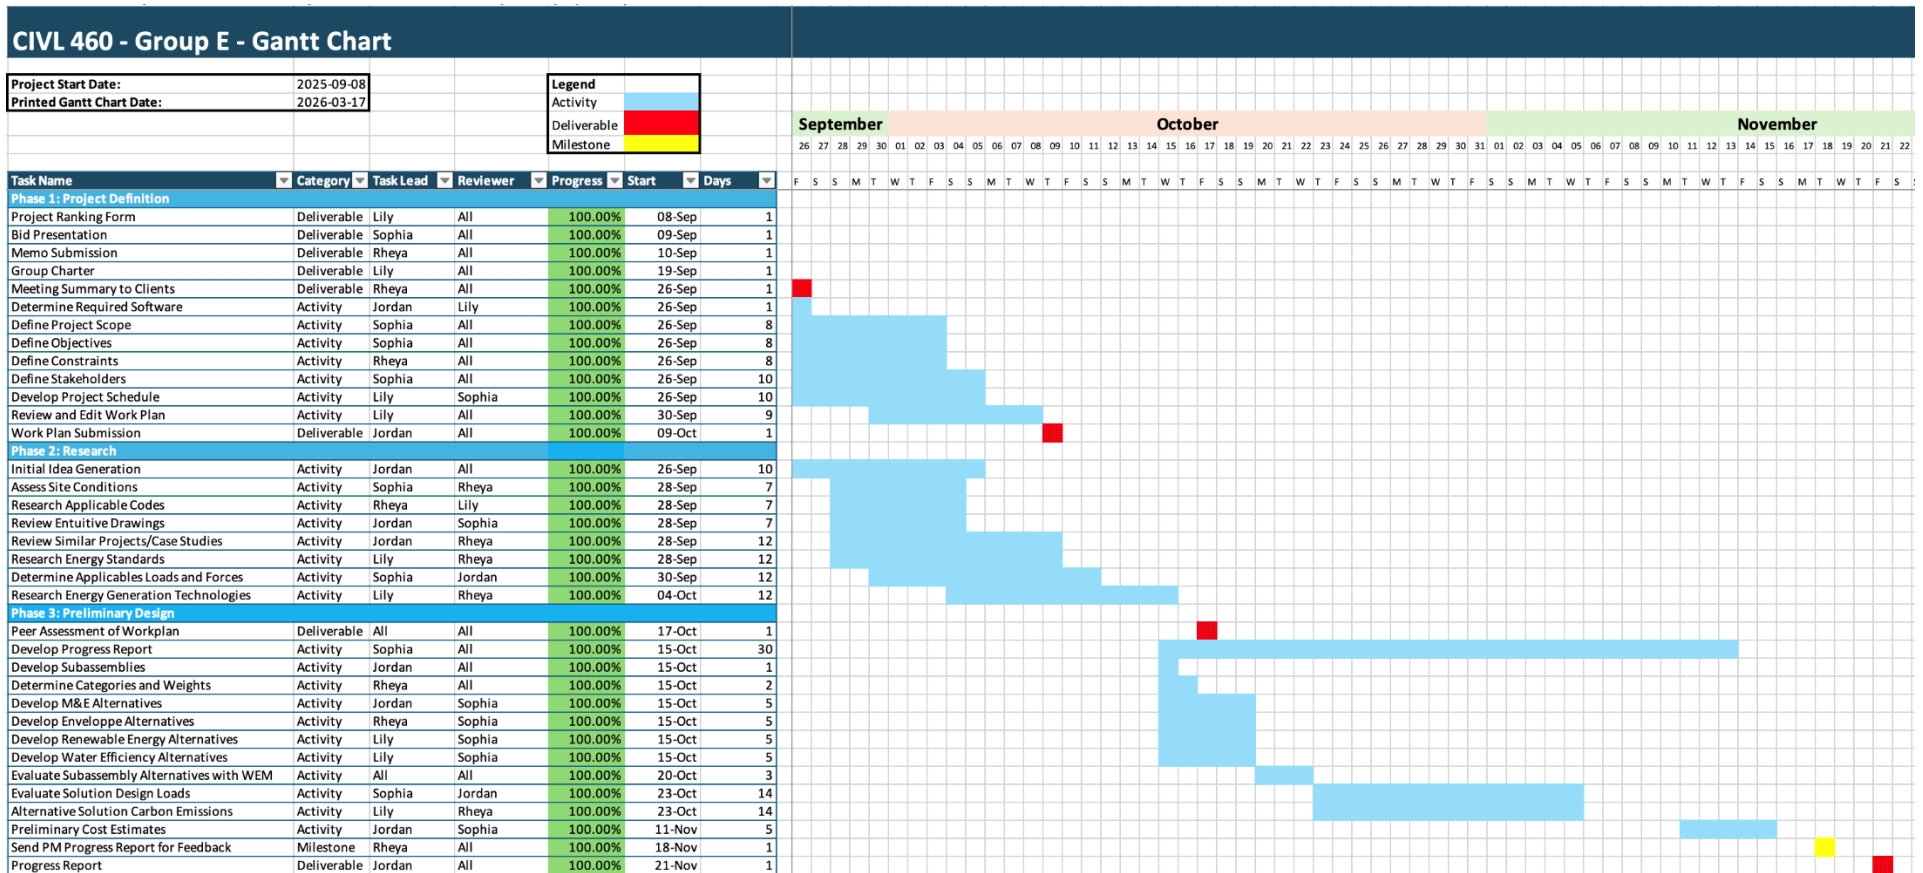 CIVL 460 - Group E - Gantt Chart
Project Start Date: 2025-09-08
Printed Gantt Chart Date: 2026-03-17
Legend
Activity
Deliverable
Milestone
September October November
26 27 28 29 30 01 02 03 04 05 06 07 08 09 10 11 12 13 14 15 16 17 18 19 20 21 22 23 24 25 26 27 28 29 30 31 01 02 03 04 05 06 07 08 09 10 11 12 13 14 15 16 17 18 19 20 21 22
Task Name Category Task Lead Reviewer Progress Start Days F S S M T W T F S S M T W T F S S M T W T F S S M T W T F S S M T W T F S S M T W T F S S M T W T F S S M T W T F S
Phase 1: Project Definition
Project Ranking Form Deliverable Lily All 100.00% 08-Sep 1
Bid Presentation Deliverable Sophia All 100.00% 09-Sep 1
Memo Submission Deliverable Rheya All 100.00% 10-Sep 1
Group Charter Deliverable Lily All 100.00% 19-Sep 1
Meeting Summary to Clients Deliverable Rheya All 100.00% 26-Sep 1
Determine Required Software Activity Jordan Lily 100.00% 26-Sep 1
Define Project Scope Activity Sophia All 100.00% 26-Sep 8
Define Objectives Activity Sophia All 100.00% 26-Sep 8
Define Constraints Activity Rheya All 100.00% 26-Sep 8
Define Stakeholders Activity Sophia All 100.00% 26-Sep 10
Develop Project Schedule Activity Lily Sophia 100.00% 26-Sep 10
Review and Edit Work Plan Activity Lily All 100.00% 30-Sep 9
Work Plan Submission Deliverable Jordan All 100.00% 09-Oct 1
Phase 2: Research
Initial Idea Generation Activity Jordan All 100.00% 26-Sep 10
Assess Site Conditions Activity Sophia Rheya 100.00% 28-Sep 7
Research Applicable Codes Activity Rheya Lily 100.00% 28-Sep 7
Review Entuitive Drawings Activity Jordan Sophia 100.00% 28-Sep 7
Review Similar Projects/Case Studies Activity Jordan Rheya 100.00% 28-Sep 12
Research Energy Standards Activity Lily Rheya 100.00% 28-Sep 12
Determine Applicables Loads and Forces Activity Sophia Jordan 100.00% 30-Sep 12
Research Energy Generation Technologies Activity Lily Rheya 100.00% 04-Oct 12
Phase 3: Preliminary Design
Peer Assessment of Workplan Deliverable All All 100.00% 17-Oct 1
Develop Progress Report Activity Sophia All 100.00% 15-Oct 30
Develop Subassemblies Activity Jordan All 100.00% 15-Oct 1
Determine Categories and Weights Activity Rheya All 100.00% 15-Oct 2
Develop M&E Alternatives Activity Jordan Sophia 100.00% 15-Oct 5
Develop Enveloppe Alternatives Activity Rheya Sophia 100.00% 15-Oct 5
Develop Renewable Energy Alternatives Activity Lily Sophia 100.00% 15-Oct 5
Develop Water Efficiency Alternatives Activity Lily Sophia 100.00% 15-Oct 5
Evaluate Subassembly Alternatives with WEM Activity All All 100.00% 20-Oct 3
Evaluate Solution Design Loads Activity Sophia Jordan 100.00% 23-Oct 14
Alternative Solution Carbon Emissions Activity Lily Rheya 100.00% 23-Oct 14
Preliminary Cost Estimates Activity Jordan Sophia 100.00% 11-Nov 5
Send PM Progress Report for Feedback Milestone Rheya All 100.00% 18-Nov 1
Progress Report Deliverable Jordan All 100.00% 21-Nov 1